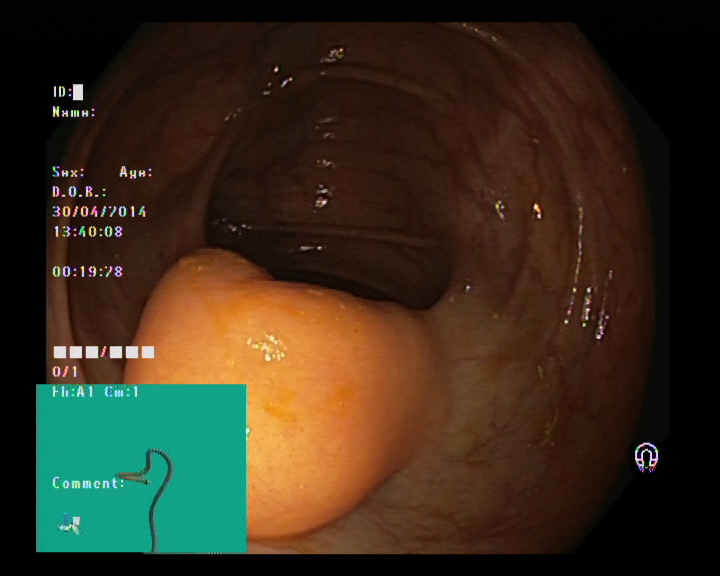 ID:
Name:
Sex: Age:
D.O.B.:
30/04/2014
13:40:08
00:19:28
■■■/■■■
0/1
Eh:A1 Cm:1
Comment: